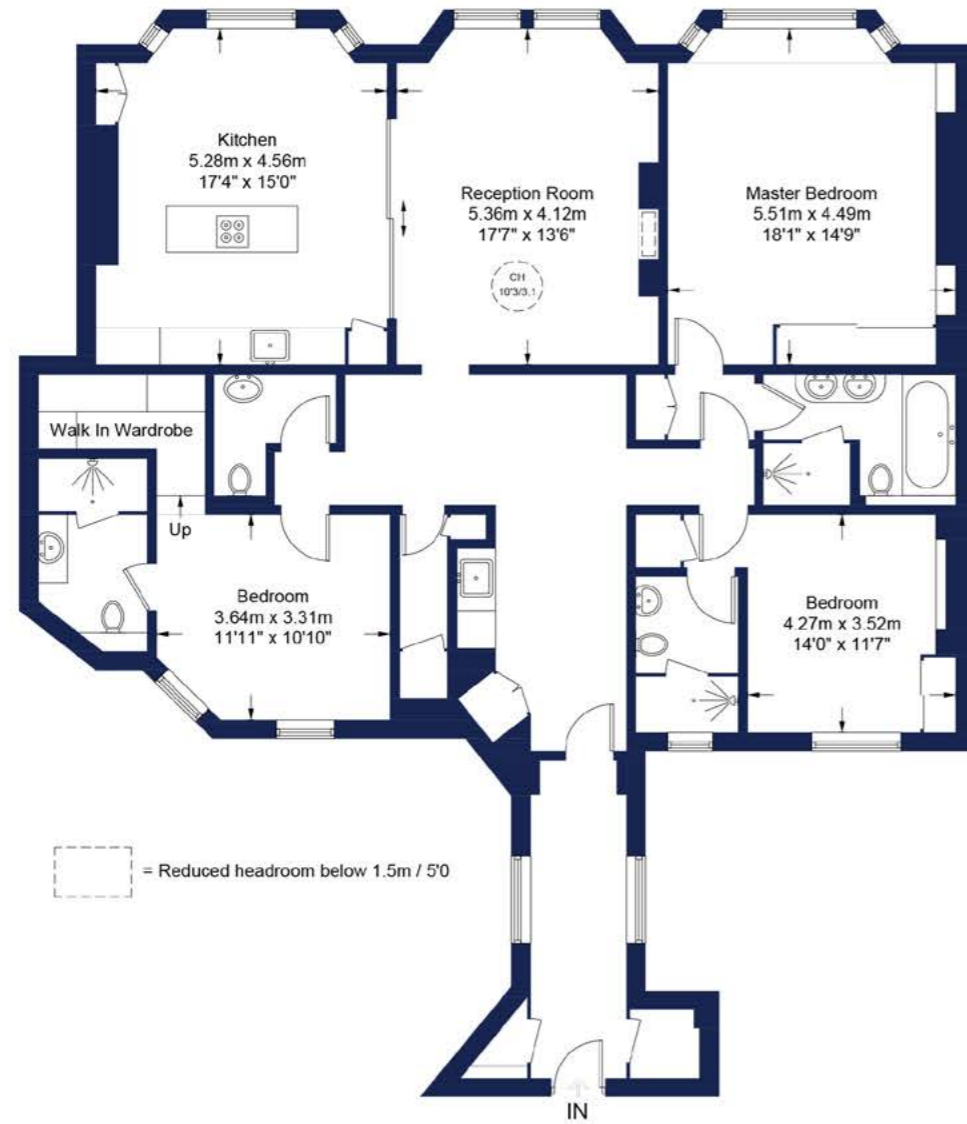 Kitchen
5.28m x 4.56m
17'4" x 15'0"
Reception Room
5.36m x 4.12m
17'7" x 13'6"
CH
10'3/3.1
Master Bedroom
5.51m x 4.49m
18'1" x 14'9"
Walk In Wardrobe
Up
Bedroom
3.64m x 3.31m
11'11" x 10'10"
Bedroom
4.27m x 3.52m
14'0" x 11'7"
= Reduced headroom below 1.5m / 5'0
IN